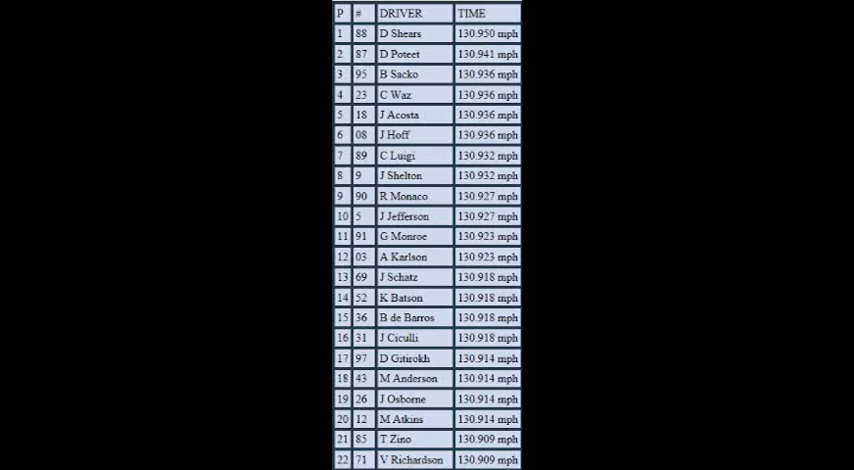 P # DRIVER TIME
1 88 D Shears 130.950 mph
2 87 D Poteet 130.941 mph
3 95 B Sacko 130.936 mph
4 23 C Waz 130.936 mph
5 18 J Acosta 130.936 mph
6 08 J Hoff 130.936 mph
7 89 C Luigi 130.932 mph
8 9 J Shelton 130.932 mph
9 90 R Monaco 130.927 mph
10 5 J Jefferson 130.927 mph
11 91 G Monroe 130.923 mph
12 03 A Karlson 130.923 mph
13 69 J Schatz 130.918 mph
14 52 K Batson 130.918 mph
15 36 B de Barros 130.918 mph
16 31 J Ciculli 130.918 mph
17 97 D Gitirokh 130.914 mph
18 43 M Anderson 130.914 mph
19 26 J Osborne 130.914 mph
20 12 M Atkins 130.914 mph
21 85 T Zino 130.909 mph
22 71 V Richardson 130.909 mph